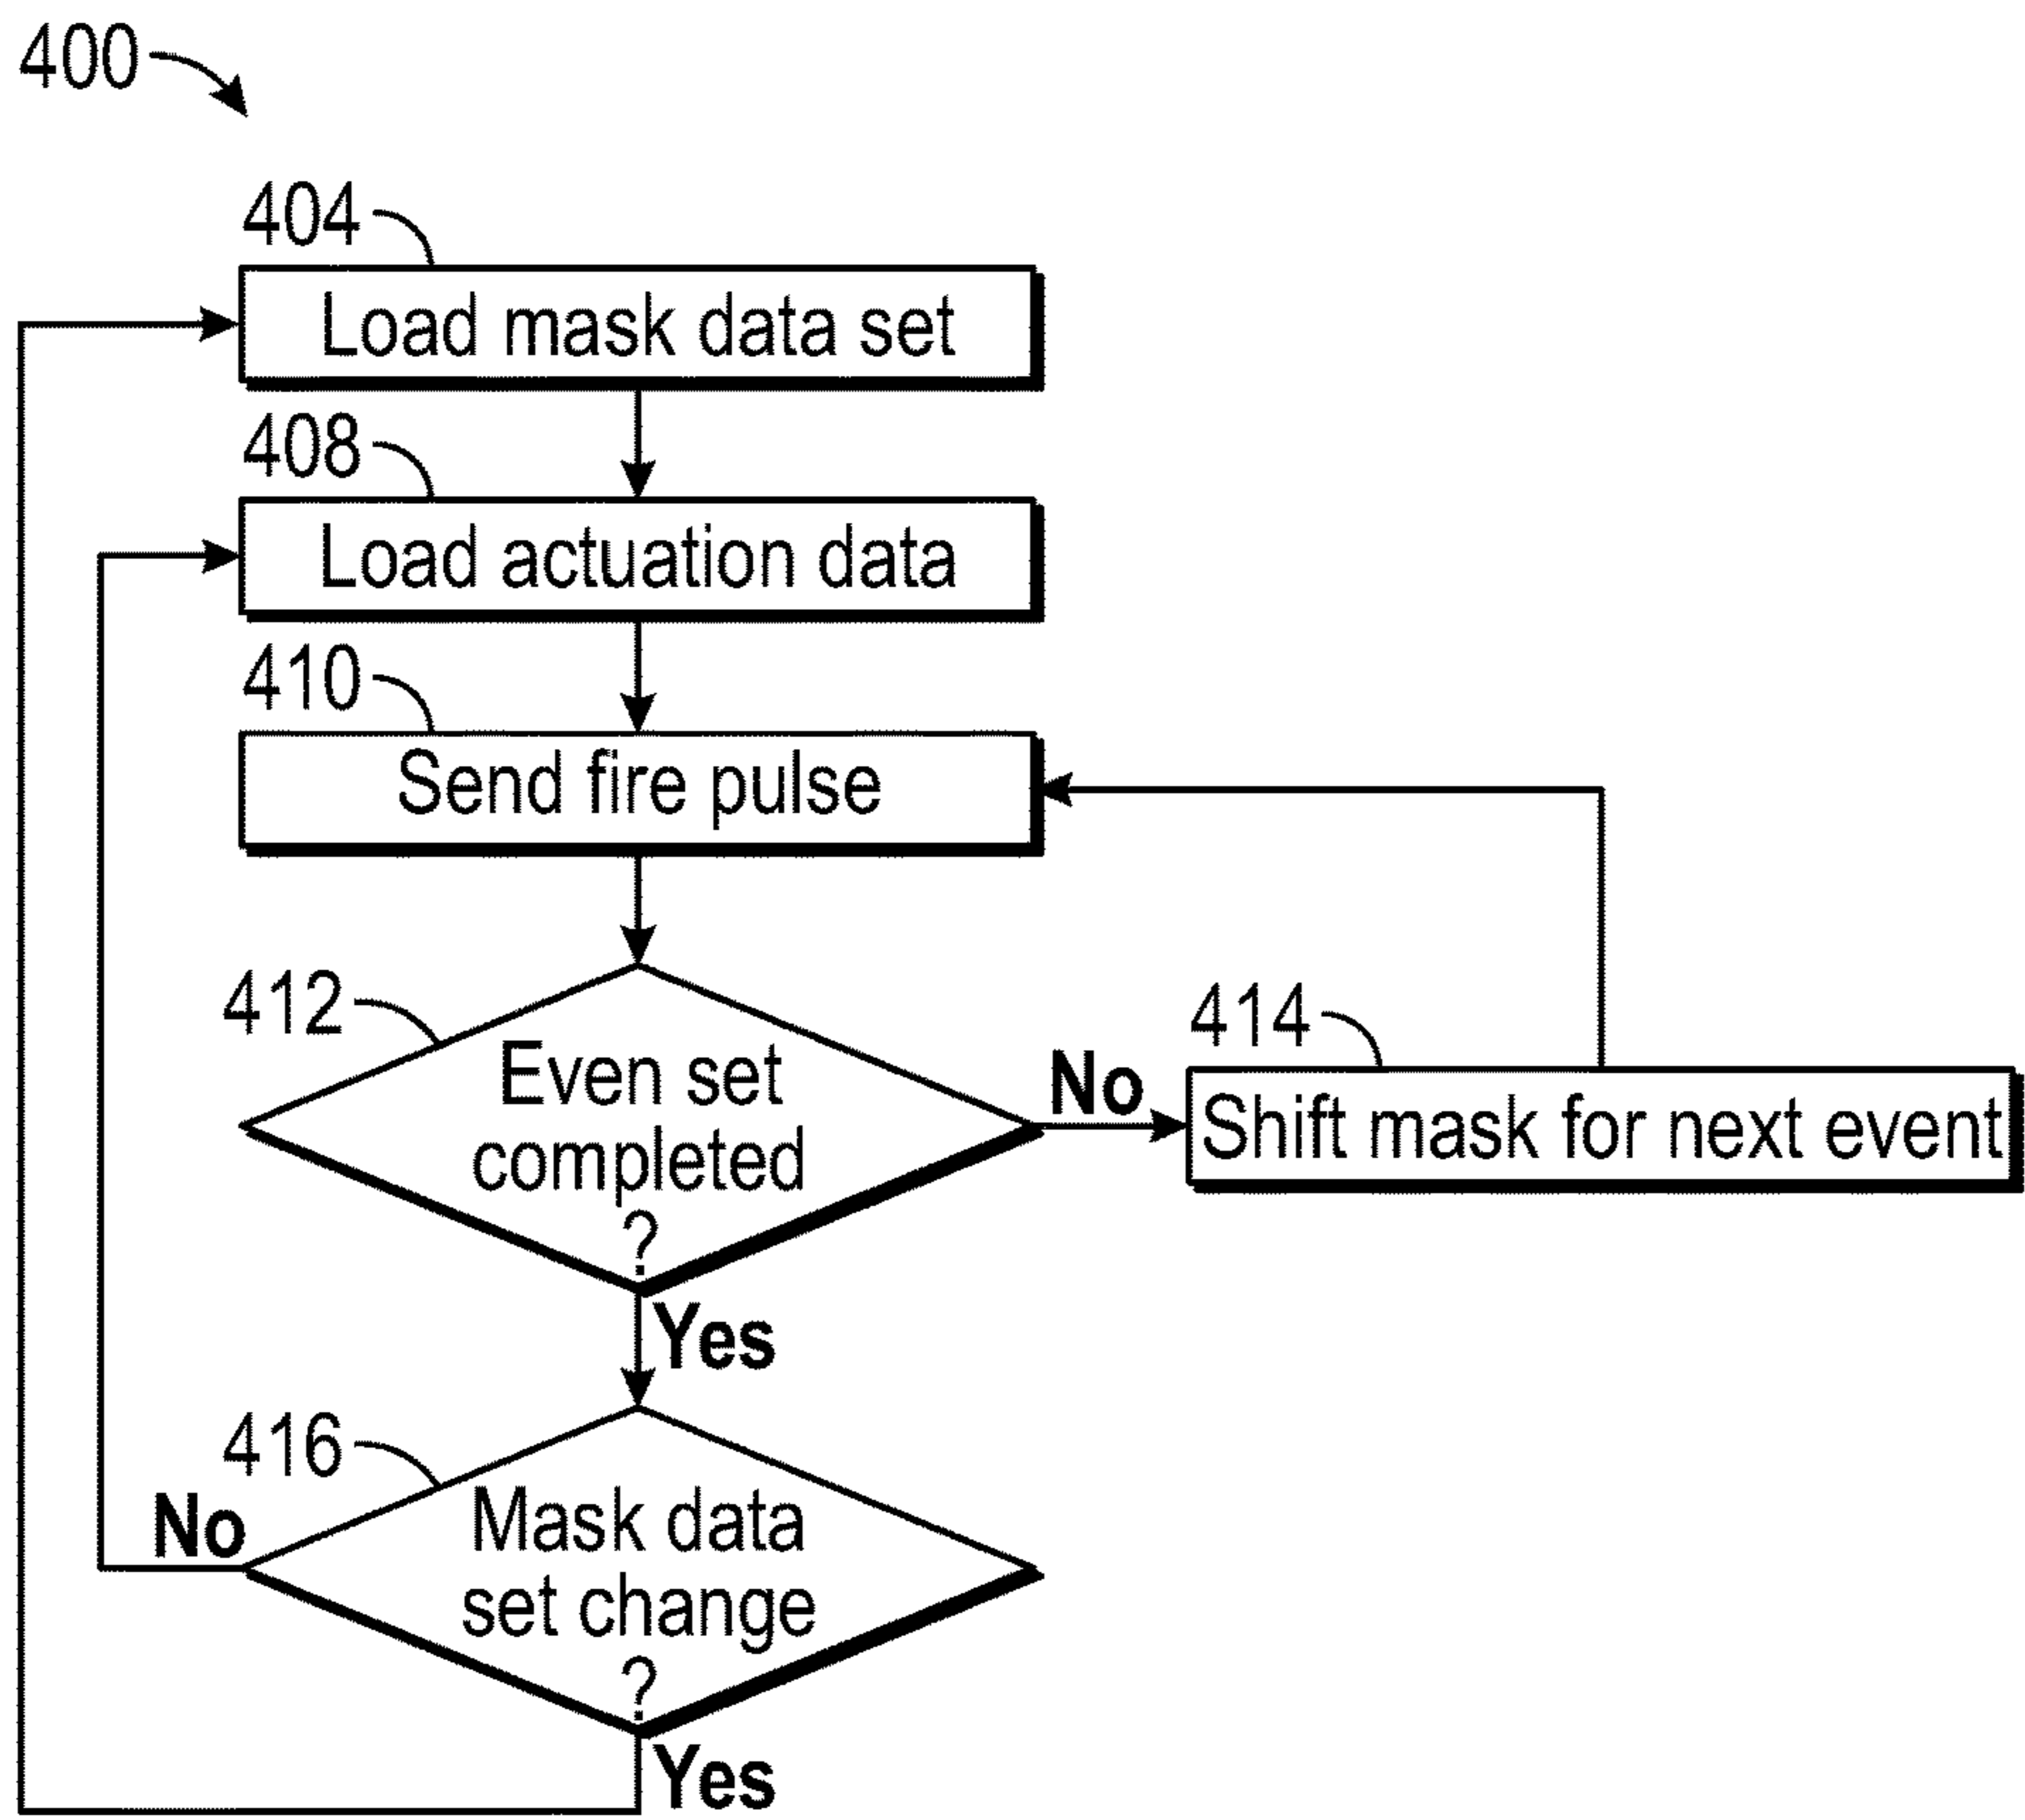 400
404
Load mask data set
408
Load actuation data
410
Send fire pulse
412
Even set
completed
?
No
414
Shift mask for next event
Yes
416
Mask data
set change
?
No
Yes